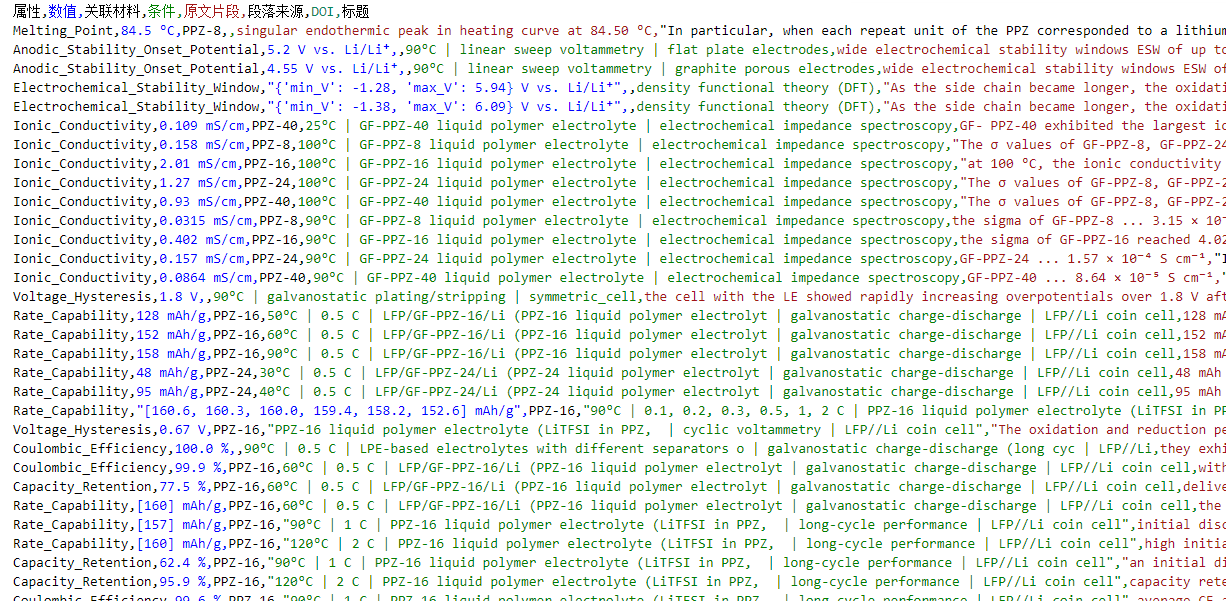 属性,数值,关联材料,条件,原文片段,段落来源,DOI,标题
Melting_Point,84.5 °C,PPZ-8,,singular endothermic peak in heating curve at 84.50 °C,"In particular, when each repeat unit of the PPZ corresponded to a lithium
Anodic_Stability_Onset_Potential,5.2 V vs. Li/Li⁺,,90°C | linear sweep voltammetry | flat plate electrodes,wide electrochemical stability windows ESW of up to
Anodic_Stability_Onset_Potential,4.55 V vs. Li/Li⁺,,90°C | linear sweep voltammetry | graphite porous electrodes,wide electrochemical stability windows ESW of
Electrochemical_Stability_Window,"{'min_V': -1.28, 'max_V': 5.94} V vs. Li/Li⁺",,density functional theory (DFT),"As the side chain became longer, the oxidati
Electrochemical_Stability_Window,"{'min_V': -1.38, 'max_V': 6.09} V vs. Li/Li⁺",,density functional theory (DFT),"As the side chain became longer, the oxidati
Ionic_Conductivity,0.109 mS/cm,PPZ-40,25°C | GF-PPZ-40 liquid polymer electrolyte | electrochemical impedance spectroscopy,GF- PPZ-40 exhibited the largest io
Ionic_Conductivity,0.158 mS/cm,PPZ-8,100°C | GF-PPZ-8 liquid polymer electrolyte | electrochemical impedance spectroscopy,"The σ values of GF-PPZ-8, GF-PPZ-24
Ionic_Conductivity,2.01 mS/cm,PPZ-16,100°C | GF-PPZ-16 liquid polymer electrolyte | electrochemical impedance spectroscopy,"at 100 °C, the ionic conductivity
Ionic_Conductivity,1.27 mS/cm,PPZ-24,100°C | GF-PPZ-24 liquid polymer electrolyte | electrochemical impedance spectroscopy,"The σ values of GF-PPZ-8, GF-PPZ-2
Ionic_Conductivity,0.93 mS/cm,PPZ-40,100°C | GF-PPZ-40 liquid polymer electrolyte | electrochemical impedance spectroscopy,"The σ values of GF-PPZ-8, GF-PPZ-2
Ionic_Conductivity,0.0315 mS/cm,PPZ-8,90°C | GF-PPZ-8 liquid polymer electrolyte | electrochemical impedance spectroscopy,the sigma of GF-PPZ-8 ... 3.15 × 10⁻
Ionic_Conductivity,0.402 mS/cm,PPZ-16,90°C | GF-PPZ-16 liquid polymer electrolyte | electrochemical impedance spectroscopy,the sigma of GF-PPZ-16 reached 4.02
Ionic_Conductivity,0.157 mS/cm,PPZ-24,90°C | GF-PPZ-24 liquid polymer electrolyte | electrochemical impedance spectroscopy,GF-PPZ-24 ... 1.57 × 10⁻⁴ S cm⁻¹,"I
Ionic_Conductivity,0.0864 mS/cm,PPZ-40,90°C | GF-PPZ-40 liquid polymer electrolyte | electrochemical impedance spectroscopy,GF-PPZ-40 ... 8.64 × 10⁻⁵ S cm⁻¹,"
Voltage_Hysteresis,1.8 V,,90°C | galvanostatic plating/stripping | symmetric_cell,the cell with the LE showed rapidly increasing overpotentials over 1.8 V aft
Rate_Capability,128 mAh/g,PPZ-16,50°C | 0.5 C | LFP/GF-PPZ-16/Li (PPZ-16 liquid polymer electrolyt | galvanostatic charge-discharge | LFP//Li coin cell,128 mA
Rate_Capability,152 mAh/g,PPZ-16,60°C | 0.5 C | LFP/GF-PPZ-16/Li (PPZ-16 liquid polymer electrolyt | galvanostatic charge-discharge | LFP//Li coin cell,152 mA
Rate_Capability,158 mAh/g,PPZ-16,90°C | 0.5 C | LFP/GF-PPZ-16/Li (PPZ-16 liquid polymer electrolyt | galvanostatic charge-discharge | LFP//Li coin cell,158 mA
Rate_Capability,48 mAh/g,PPZ-24,30°C | 0.5 C | LFP/GF-PPZ-24/Li (PPZ-24 liquid polymer electrolyt | galvanostatic charge-discharge | LFP//Li coin cell,48 mAh
Rate_Capability,95 mAh/g,PPZ-24,40°C | 0.5 C | LFP/GF-PPZ-24/Li (PPZ-24 liquid polymer electrolyt | galvanostatic charge-discharge | LFP//Li coin cell,95 mAh
Rate_Capability,"[160.6, 160.3, 160.0, 159.4, 158.2, 152.6] mAh/g",PPZ-16,"90°C | 0.1, 0.2, 0.3, 0.5, 1, 2 C | PPZ-16 liquid polymer electrolyte (LiTFSI in PP
Voltage_Hysteresis,0.67 V,PPZ-16,"PPZ-16 liquid polymer electrolyte (LiTFSI in PPZ,  | cyclic voltammetry | LFP//Li coin cell","The oxidation and reduction pe
Coulombic_Efficiency,100.0 %,,90°C | 0.5 C | LPE-based electrolytes with different separators o | galvanostatic charge-discharge (long cyc | LFP//Li,they exhi
Coulombic_Efficiency,99.9 %,PPZ-16,60°C | 0.5 C | LFP/GF-PPZ-16/Li (PPZ-16 liquid polymer electrolyt | galvanostatic charge-discharge | LFP//Li coin cell,with
Capacity_Retention,77.5 %,PPZ-16,60°C | 0.5 C | LFP/GF-PPZ-16/Li (PPZ-16 liquid polymer electrolyt | galvanostatic charge-discharge | LFP//Li coin cell,delive
Rate_Capability,[160] mAh/g,PPZ-16,60°C | 0.5 C | LFP/GF-PPZ-16/Li (PPZ-16 liquid polymer electrolyt | galvanostatic charge-discharge | LFP//Li coin cell,the
Rate_Capability,[157] mAh/g,PPZ-16,"90°C | 1 C | PPZ-16 liquid polymer electrolyte (LiTFSI in PPZ,  | long-cycle performance | LFP//Li coin cell",initial disc
Rate_Capability,[160] mAh/g,PPZ-16,"120°C | 2 C | PPZ-16 liquid polymer electrolyte (LiTFSI in PPZ,  | long-cycle performance | LFP//Li coin cell",high initia
Capacity_Retention,62.4 %,PPZ-16,"90°C | 1 C | PPZ-16 liquid polymer electrolyte (LiTFSI in PPZ,  | long-cycle performance | LFP//Li coin cell","an initial di
Capacity_Retention,95.9 %,PPZ-16,"120°C | 2 C | PPZ-16 liquid polymer electrolyte (LiTFSI in PPZ,  | long-cycle performance | LFP//Li coin cell",capacity rete
Coulombic_Efficiency,99.6 %,PPZ-16,"90°C | 1 C | PPZ-16 liquid polymer electrolyte (LiTFSI in PPZ,  | long-cycle performance | LFP//Li coin cell",average CE